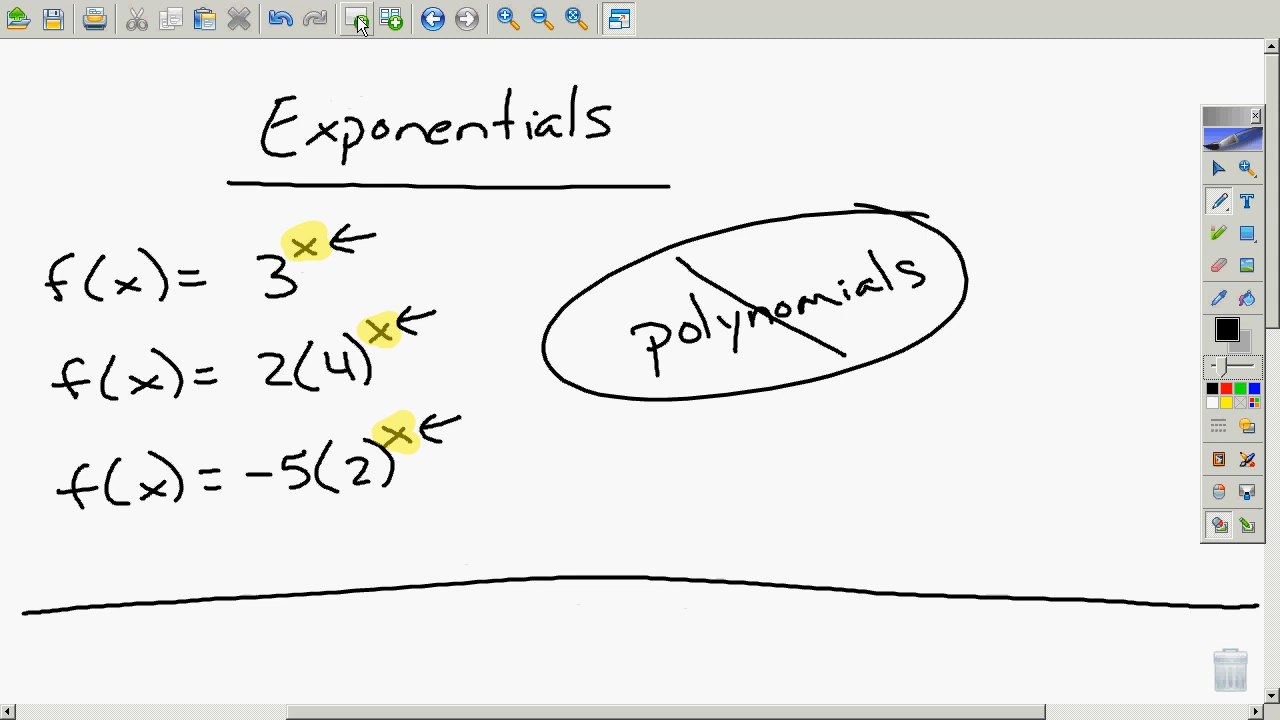 Exponentials
f(x) = 3^x ←
f(x) = 2(4)^x ←
f(x) = -5(2)^x ←
polynomials
T